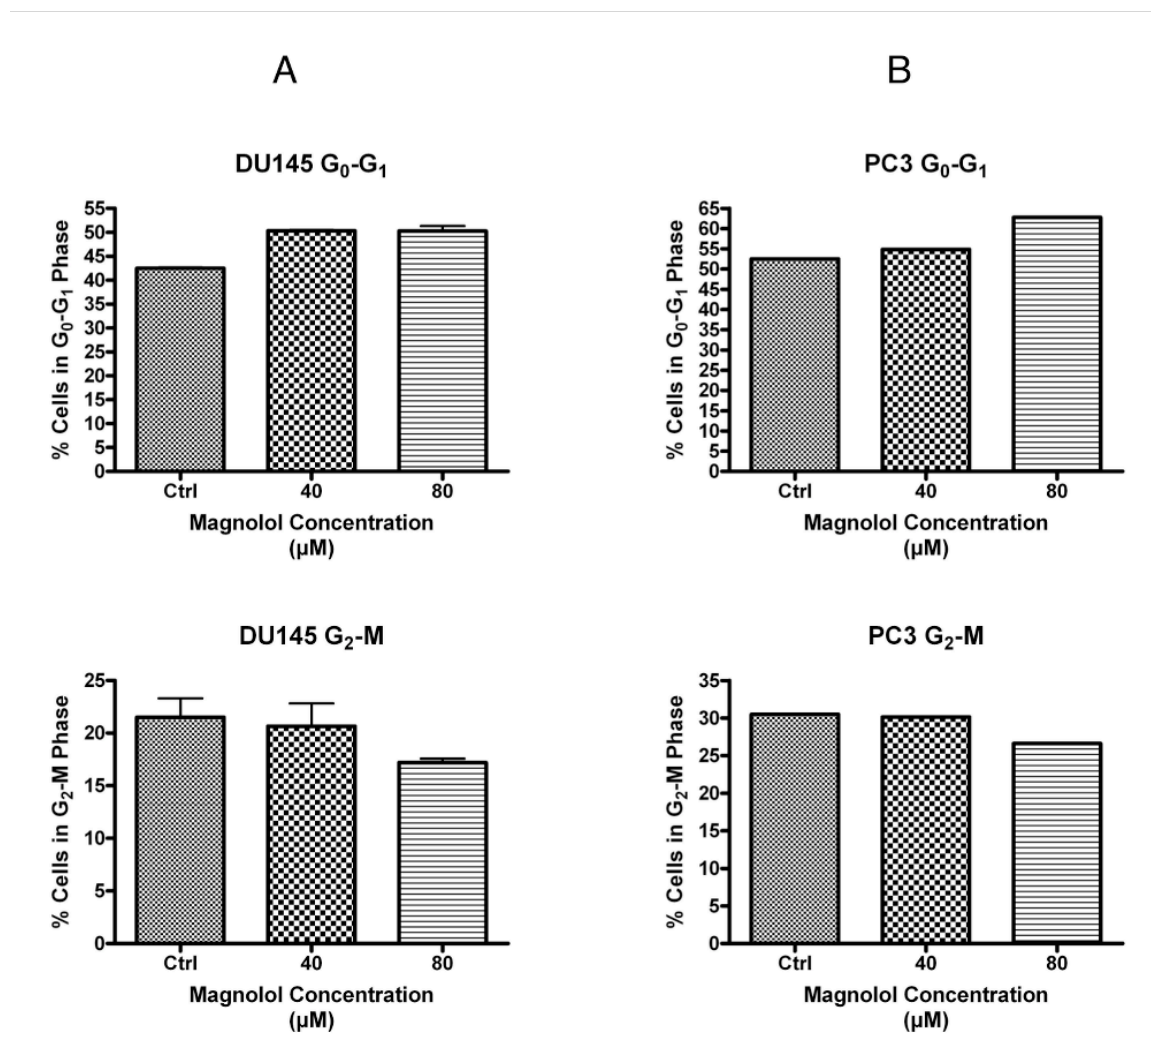 A
B
DU145 G₀-G₁
% Cells in G₀-G₁ Phase
55
50
45
40
35
30
25
20
15
10
5
0
Ctrl 40 80
Magnolol Concentration
(µM)
PC3 G₀-G₁
% Cells in G₀-G₁ Phase
65
60
55
50
45
40
35
30
25
20
15
10
5
0
Ctrl 40 80
Magnolol Concentration
(µM)
DU145 G₂-M
% Cells in G₂-M Phase
25
20
15
10
5
0
Ctrl 40 80
Magnolol Concentration
(µM)
PC3 G₂-M
% Cells in G₂-M Phase
35
30
25
20
15
10
5
0
Ctrl 40 80
Magnolol Concentration
(µM)